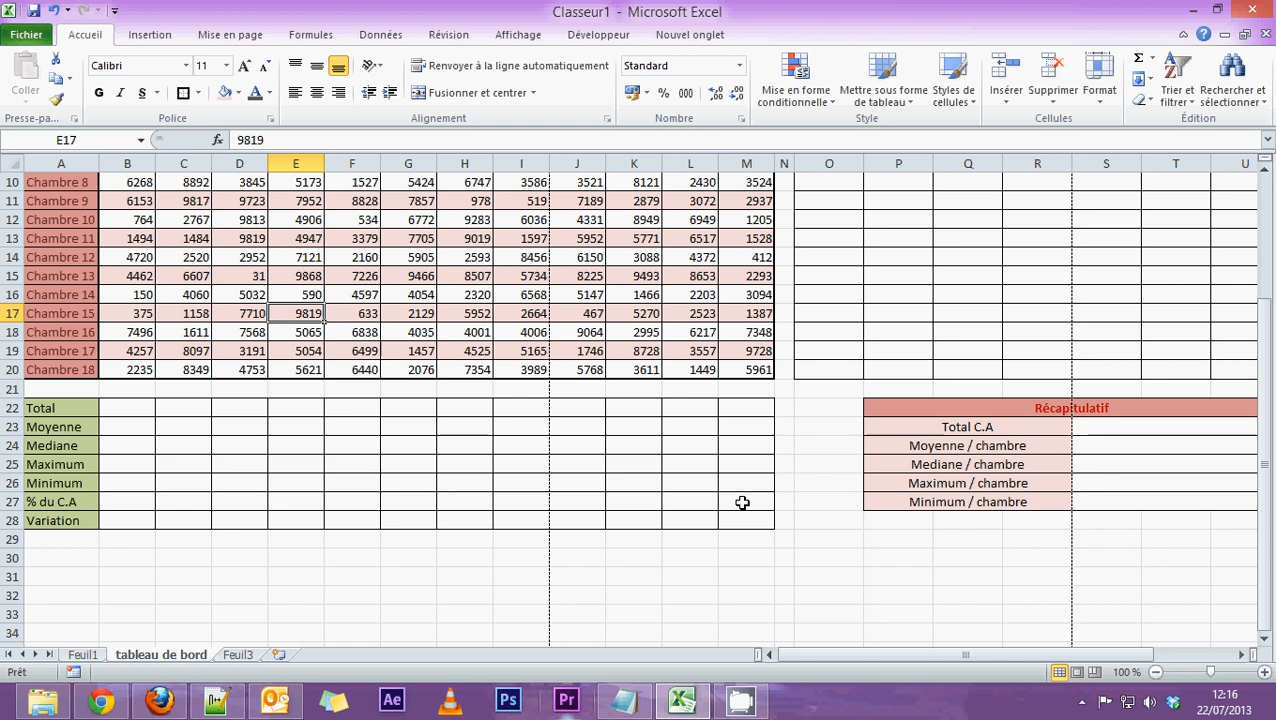 Classeur1 - Microsoft Excel
Fichier Accueil Insertion Mise en page Formules Données Révision Affichage Développeur Nouvel onglet
Coller
Calibri 11
Renvoyer à la ligne automatiquement
Standard
G I S
Fusionner et centrer
% 000
Mise en forme conditionnelle
Mettre sous forme de tableau
Styles de cellules
Insérer
Supprimer
Format
Trier et filtrer
Rechercher et sélectionner
Presse-pa... Police Alignement Nombre Style Cellules Édition
E17 fx 9819
A B C D E F G H I J K L M N O P Q R S T U
10 Chambre 8 6268 8892 3845 5173 1527 5424 6747 3586 3521 8121 2430 3524
11 Chambre 9 6153 9817 9723 7952 8828 7857 978 519 7189 2879 3072 2937
12 Chambre 10 764 2767 9813 4906 534 6772 9283 6036 4331 8949 6949 1205
13 Chambre 11 1494 1484 9819 4947 3379 7705 9019 1597 5952 5771 6517 1528
14 Chambre 12 4720 2520 2952 7121 2160 5905 2593 8456 6150 3088 4372 412
15 Chambre 13 4462 6607 31 9868 7226 9466 8507 5734 8225 9493 8653 2293
16 Chambre 14 150 4060 5032 590 4597 4054 2320 6568 5147 1466 2203 3094
17 Chambre 15 375 1158 7710 9819 633 2129 5952 2664 467 5270 2523 1387
18 Chambre 16 7496 1611 7568 5065 6838 4035 4001 4006 9064 2995 6217 7348
19 Chambre 17 4257 8097 3191 5054 6499 1457 4525 5165 1746 8728 3557 9728
20 Chambre 18 2235 8349 4753 5621 6440 2076 7354 3989 5768 3611 1449 5961
21
22 Total Récapitulatif
23 Moyenne Total C.A
24 Mediane Moyenne / chambre
25 Maximum Mediane / chambre
26 Minimum Maximum / chambre
27 % du C.A Minimum / chambre
28 Variation
29
30
31
32
33
34
Feuil1 tableau de bord Feuil3
Prêt 100 %
Ae Ps Pr
12:16
22/07/2013